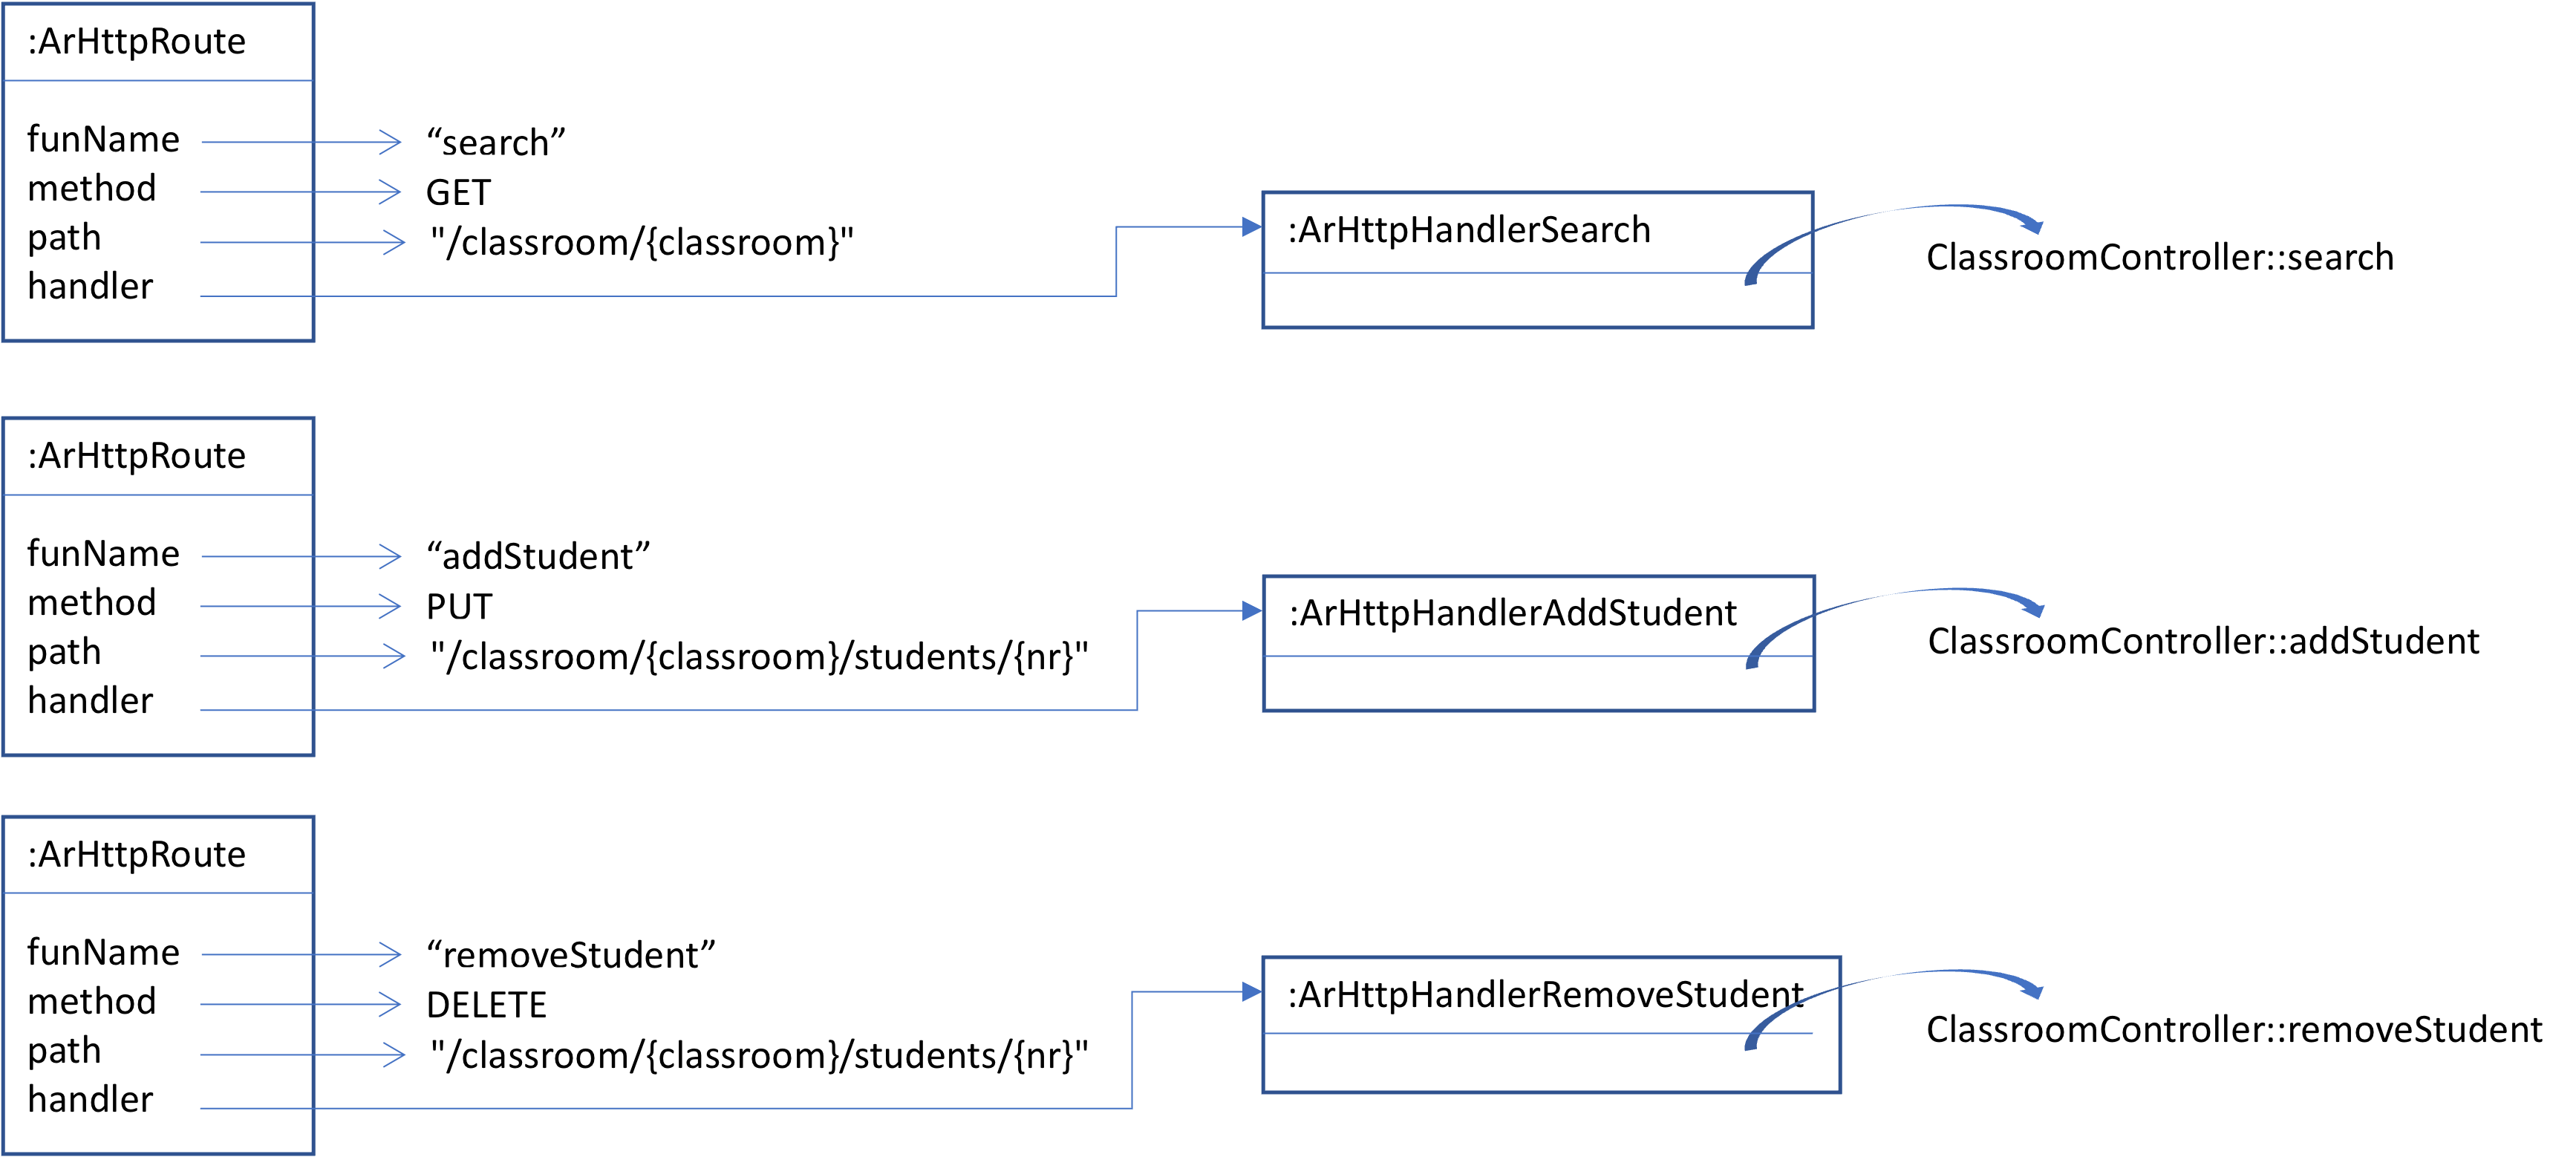 :ArHttpRoute
funName
“search”
method
GET
path
"/classroom/{classroom}"
handler
:ArHttpHandlerSearch
ClassroomController::search
:ArHttpRoute
funName
“addStudent”
method
PUT
path
"/classroom/{classroom}/students/{nr}"
handler
:ArHttpHandlerAddStudent
ClassroomController::addStudent
:ArHttpRoute
funName
“removeStudent”
method
DELETE
path
"/classroom/{classroom}/students/{nr}"
handler
:ArHttpHandlerRemoveStudent
ClassroomController::removeStudent